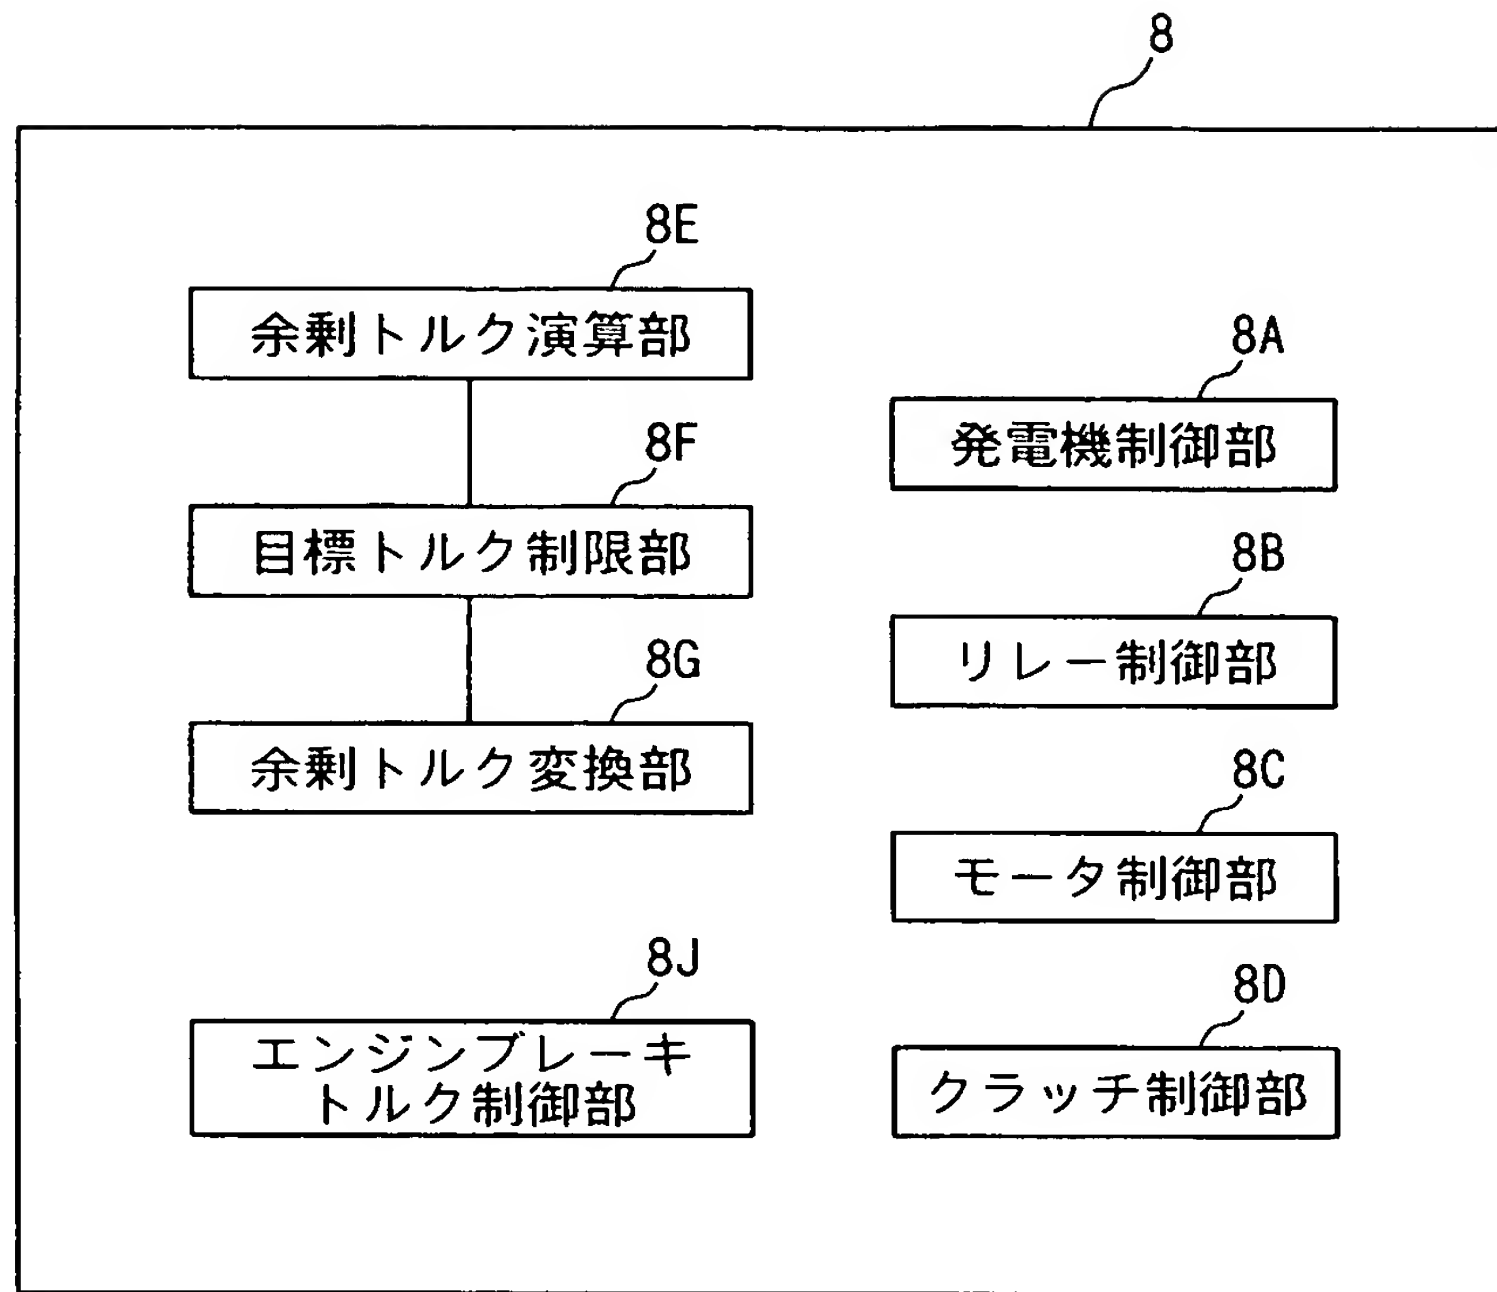 8
8E
余剰トルク演算部
8A
発電機制御部
8F
目標トルク制限部
8B
リレー制御部
8G
余剰トルク変換部
8C
モータ制御部
8J
エンジンブレーキ
トルク制御部
8D
クラッチ制御部